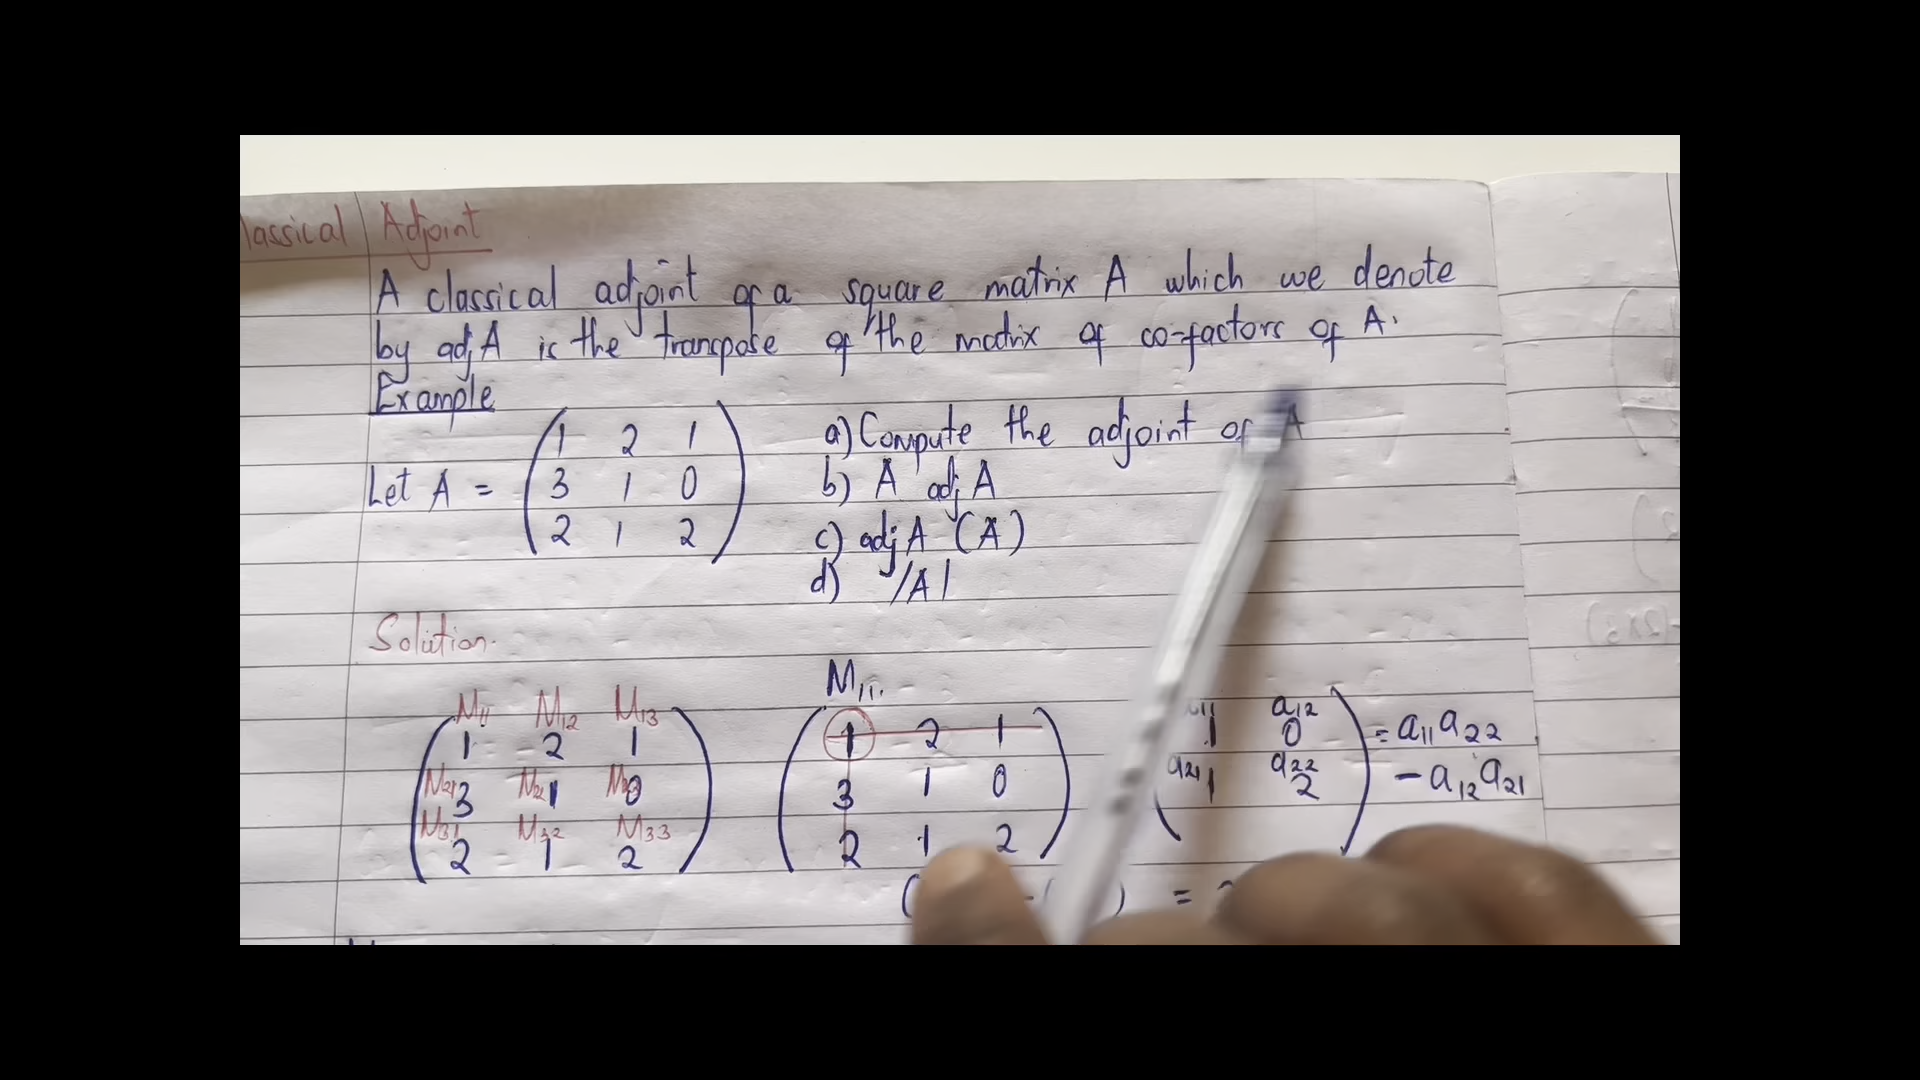 lassical Adjoint
A classical adjoint of a square matrix A which we denote
by adj A is the transpose of the matrix of co-factors of A.
Example
Let A = ( 1 2 1
3 1 0
2 1 2 )
a) Compute the adjoint of A
b) A adj A
c) adj A (A)
d) |A|
Solution.
M11 M12 M13
1 2 1
M21 M22 M23
3 1 0
M31 M32 M33
2 1 2
M11.
1 2 1
3 1 0
2 1 2
a11 a12
1 0
a21 a22
1 2
= a11 a22
- a12 a21
=